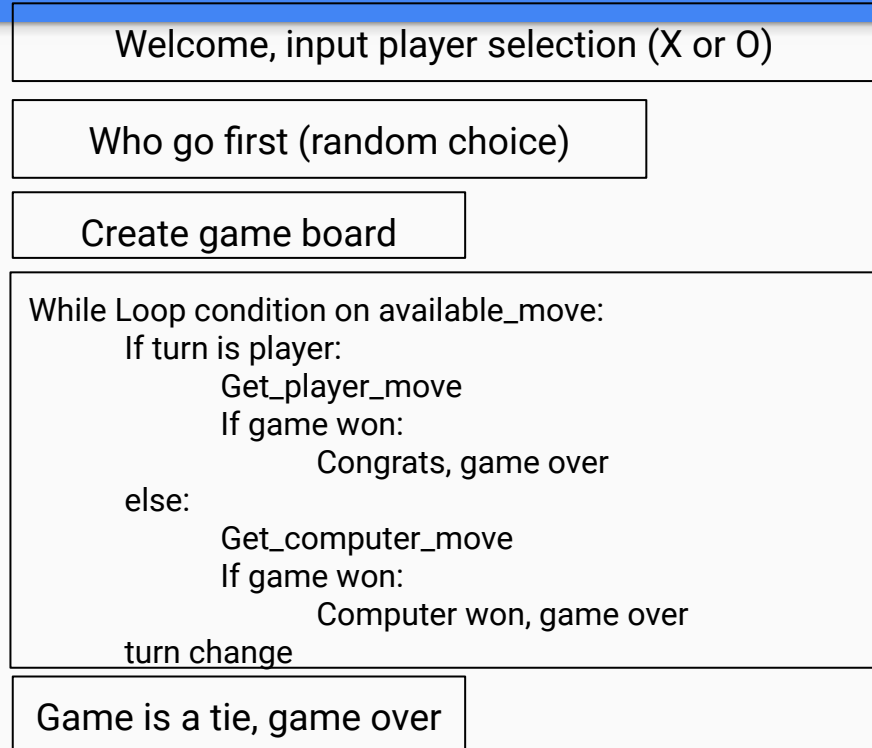 Welcome, input player selection (X or O)
Who go first (random choice)
Create game board
While Loop condition on available_move:
If turn is player:
Get_player_move
If game won:
Congrats, game over
else:
Get_computer_move
If game won:
Computer won, game over
turn change
Game is a tie, game over